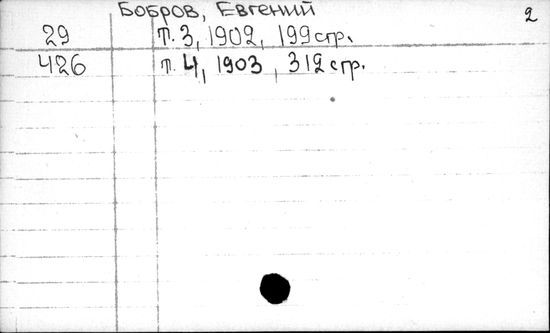 Бобров, Евгений
2
29 т. 3, 1902, 199 стр.
426 т. 4, 1903, 312 стр.